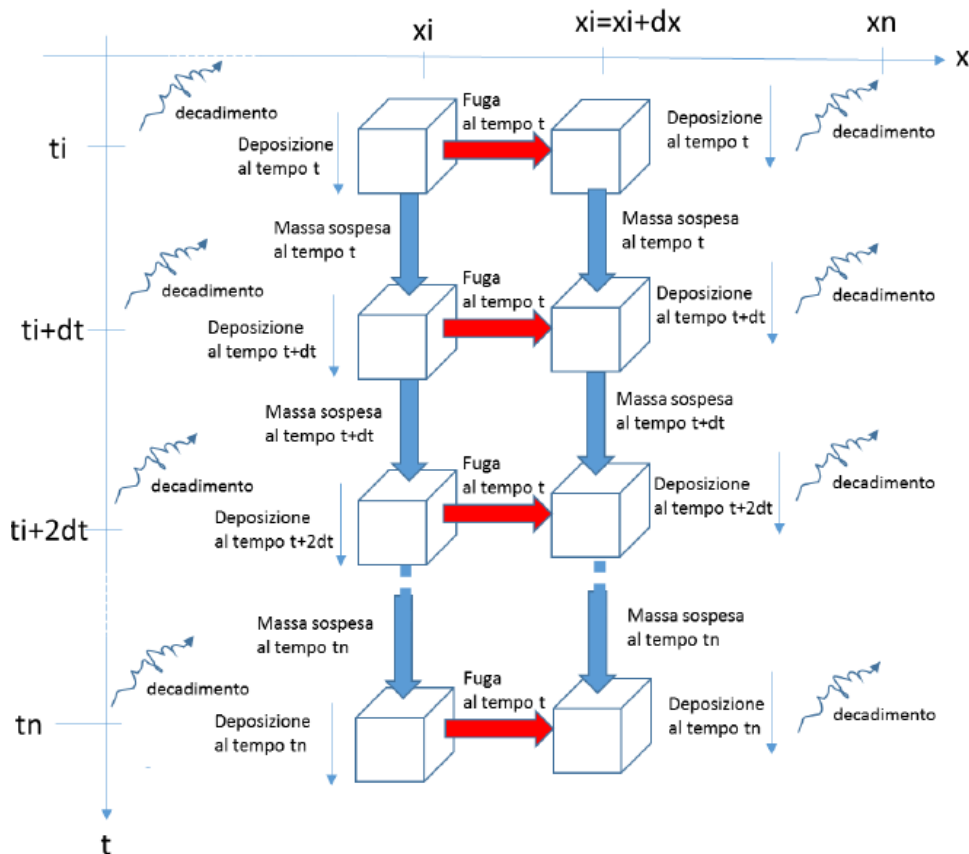 xi
xi=xi+dx
xn
x
ti
decadimento
Deposizione
al tempo t
Fuga
al tempo t
Deposizione
al tempo t
decadimento
Massa sospesa
al tempo t
Massa sospesa
al tempo t
ti+dt
decadimento
Deposizione
al tempo t+dt
Fuga
al tempo t
Deposizione
al tempo t+dt
decadimento
Massa sospesa
al tempo t+dt
Massa sospesa
al tempo t+dt
ti+2dt
decadimento
Deposizione
al tempo t+2dt
Fuga
al tempo t
Deposizione
al tempo t+2dt
decadimento
Massa sospesa
al tempo tn
Massa sospesa
al tempo tn
tn
decadimento
Deposizione
al tempo tn
Fuga
al tempo t
Deposizione
al tempo tn
decadimento
t